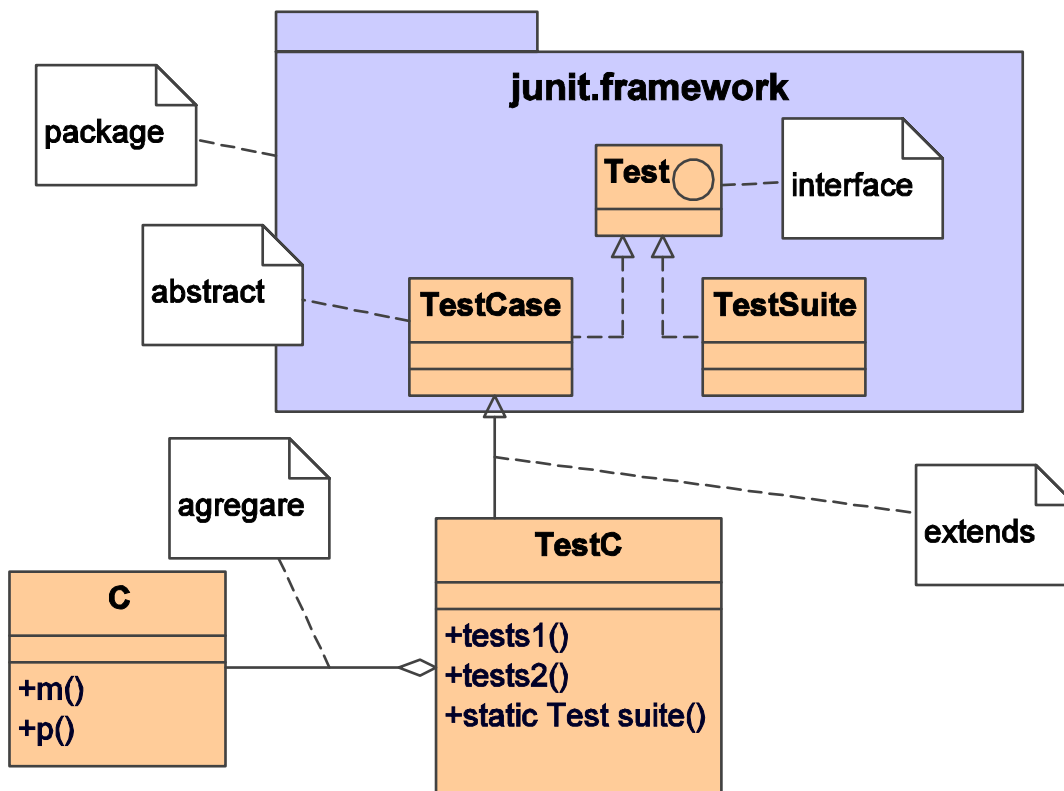 junit.framework
package
Test
interface
abstract
TestCase
TestSuite
agregare
extends
TestC
C
+tests1()
+tests2()
+static Test suite()
+m()
+p()